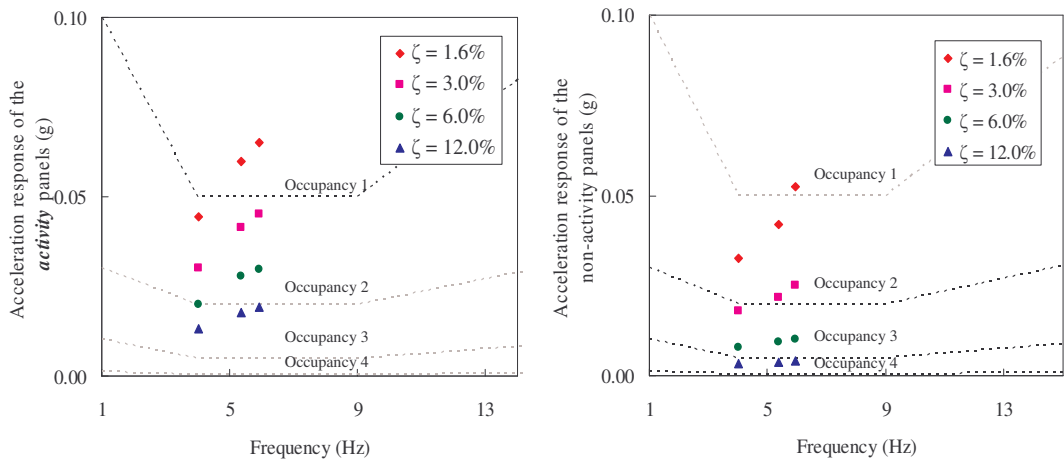 0.10
0.05
0.00
Acceleration response of the
activity panels (g)
ζ = 1.6%
ζ = 3.0%
ζ = 6.0%
ζ = 12.0%
Occupancy 1
Occupancy 2
Occupancy 3
Occupancy 4
1
5
9
13
Frequency (Hz)
0.10
0.05
0.00
Acceleration response of the
non-activity panels (g)
ζ = 1.6%
ζ = 3.0%
ζ = 6.0%
ζ = 12.0%
Occupancy 1
Occupancy 2
Occupancy 3
Occupancy 4
1
5
9
13
Frequency (Hz)